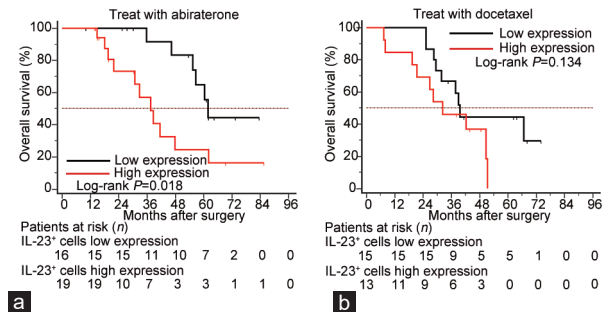 Treat with abiraterone
Overall survival (%)
100
80
60
40
20
0
Low expression
High expression
Log-rank P=0.018
0 12 24 36 48 60 72 84 96
Months after surgery
Patients at risk (n)
IL-23+ cells low expression
16 15 15 11 10 7 2 0 0
IL-23+ cells high expression
19 19 10 7 3 3 1 1 0
a
Treat with docetaxel
Overall survival (%)
100
80
60
40
20
0
Low expression
High expression
Log-rank P=0.134
0 12 24 36 48 60 72 84 96
Months after surgery
Patients at risk (n)
IL-23+ cells low expression
15 15 15 9 5 5 1 0 0
IL-23+ cells high expression
13 11 9 6 3 0 0 0 0
b